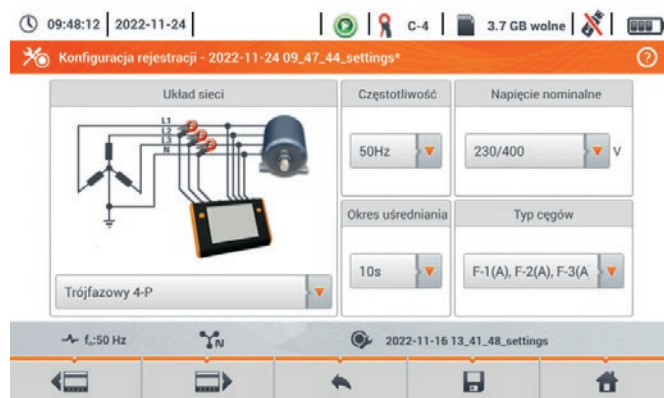 09:48:12 2022-11-24 C-4 3.7 GB wolne
Konfiguracja rejestracji - 2022-11-24 09_47_44_settings*
Układ sieci
Częstotliwość
Napięcie nominalne
L1
L2
L3
N
50Hz
230/400 V
Okres uśredniania
Typ cęgów
10s
F-1(A), F-2(A), F-3(A
Trójfazowy 4-P
fn:50 Hz N 2022-11-16 13_41_48_settings